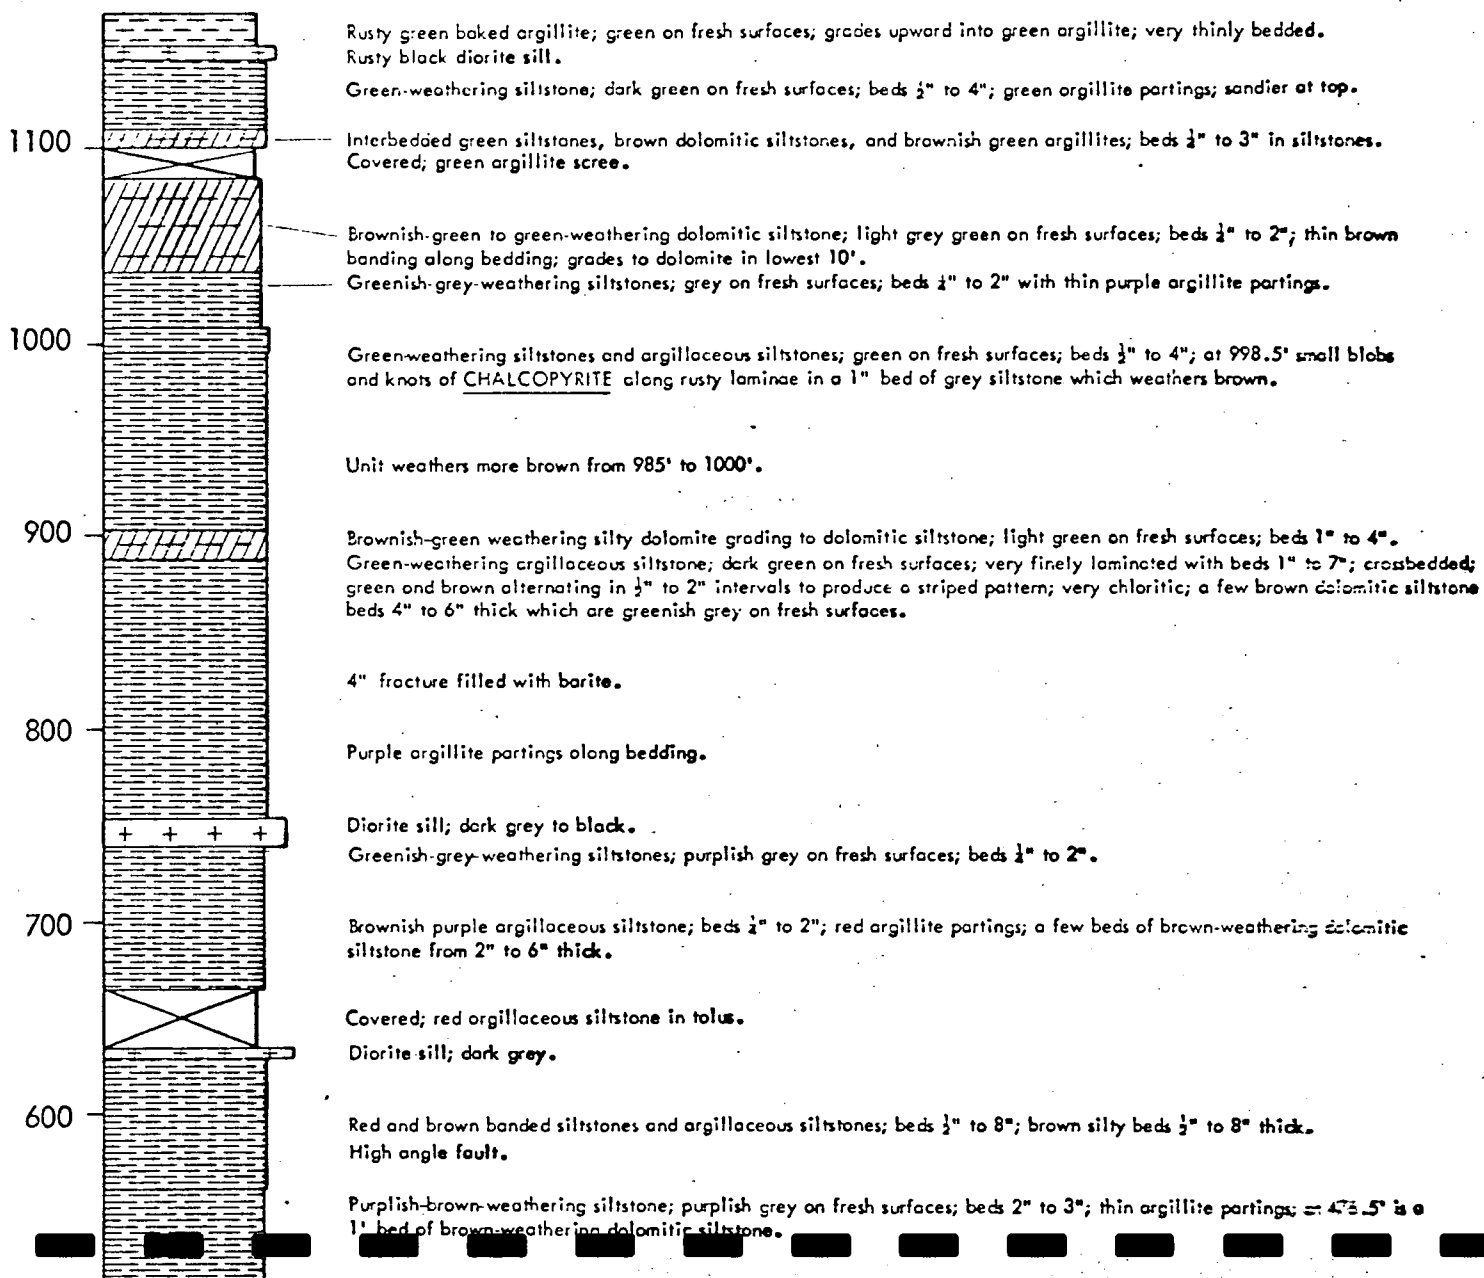 Rusty green baked argillite; green on fresh surfaces; grades upward into green argillite; very thinly bedded.
Rusty black diorite sill.
Green-weathering siltstone; dark green on fresh surfaces; beds ½" to 4"; green argillite partings; sandier at top.
1100
Interbedded green siltstones, brown dolomitic siltstones, and brownish green argillites; beds ½" to 3" in siltstones.
Covered; green argillite scree.
Brownish-green to green-weathering dolomitic siltstone; light grey green on fresh surfaces; beds ½" to 2"; thin brown
banding along bedding; grades to dolomite in lowest 10'.
Greenish-grey-weathering siltstones; grey on fresh surfaces; beds to 2" with thin purple argillite partings.
1000
Green-weathering siltstones and argillaceous siltstones; green on fresh surfaces; beds ½" to 4"; at 998.5' small blobs
and knots of CHALCOPYRITE along rusty laminae in a 1" bed of grey siltstone which weathers brown.
Unit weathers more brown from 985' to 1000'.
900
Brownish-green weathering silty dolomite grading to dolomitic siltstone; light green on fresh surfaces; beds 1" to 4".
Green-weathering argillaceous siltstone; dark green on fresh surfaces; very finely laminated with beds 1" to 7"; crossbedded;
green and brown alternating in ½" to 2" intervals to produce a striped pattern; very chloritic; a few brown dolomitic siltstone
beds 4" to 6" thick which are greenish grey on fresh surfaces.
4" fracture filled with barite.
800
Purple argillite partings along bedding.
Diorite sill; dark grey to black.
Greenish-grey-weathering siltstones; purplish grey on fresh surfaces; beds to 2".
700
Brownish purple argillaceous siltstone; beds to 2"; red argillite partings; a few beds of brown-weathering dolomitic
siltstone from 2" to 6" thick.
Covered; red argillaceous siltstone in talus.
Diorite sill; dark grey.
600
Red and brown banded siltstones and argillaceous siltstones; beds ½" to 8"; brown silty beds ½" to 8" thick.
High angle fault.
Purplish-brown-weathering siltstone; purplish grey on fresh surfaces; beds 2" to 3"; thin argillite partings; is a
1' bed of brown-weathering dolomitic siltstone.